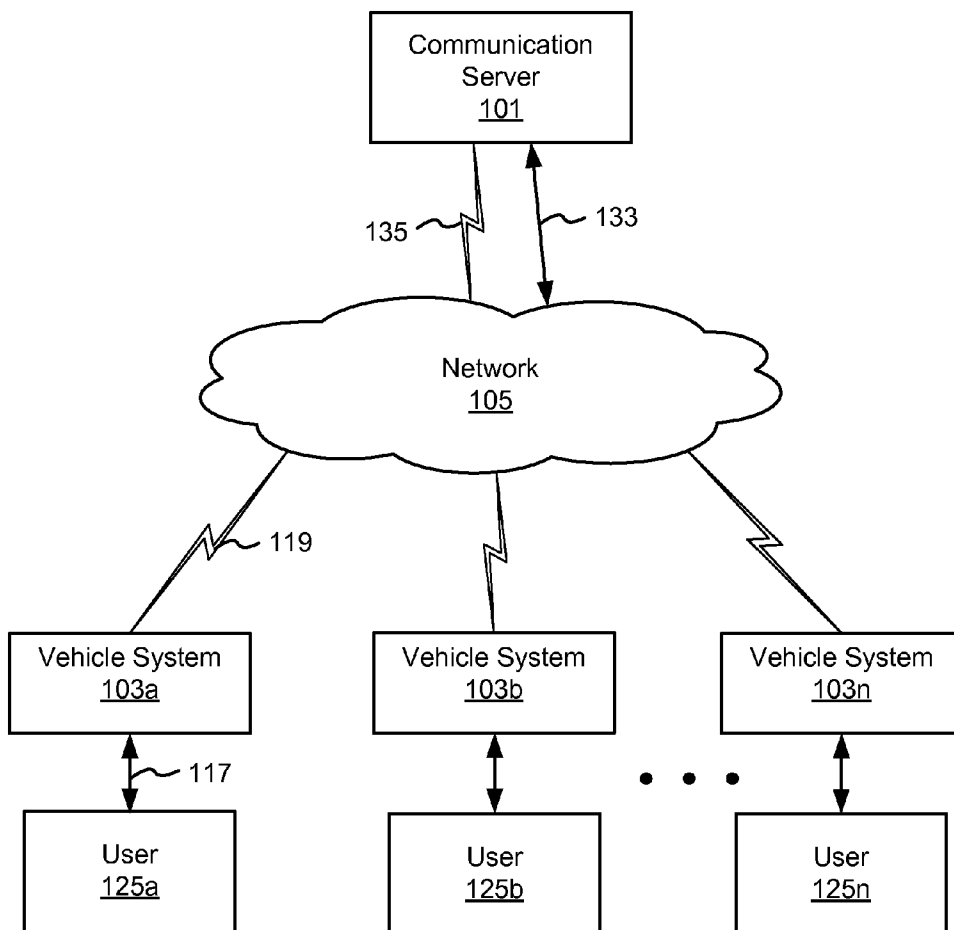 Communication
Server
101
135
133
Network
105
119
Vehicle System
103a
Vehicle System
103b
Vehicle System
103n
117
User
125a
User
125b
User
125n